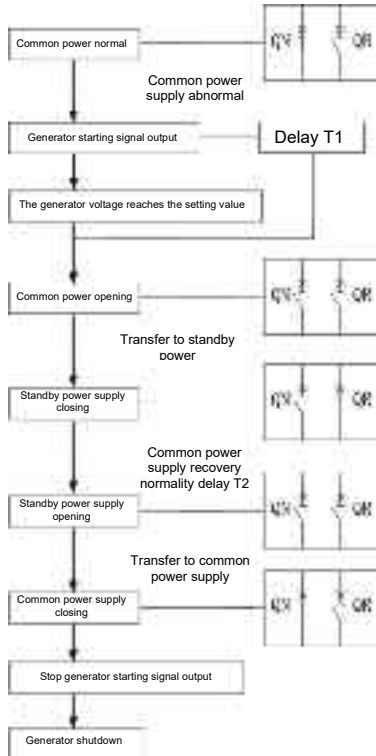 Common power normal
QN QR
Common power
supply abnormal
Generator starting signal output
Delay T1
The generator voltage reaches the setting value
Common power opening
QN QR
Transfer to standby
power
Standby power supply
closing
QN QR
Common power
supply recovery
normality delay T2
Standby power supply
opening
QN QR
Transfer to common
power supply
Common power supply
closing
QN QR
Stop generator starting signal output
Generator shutdown